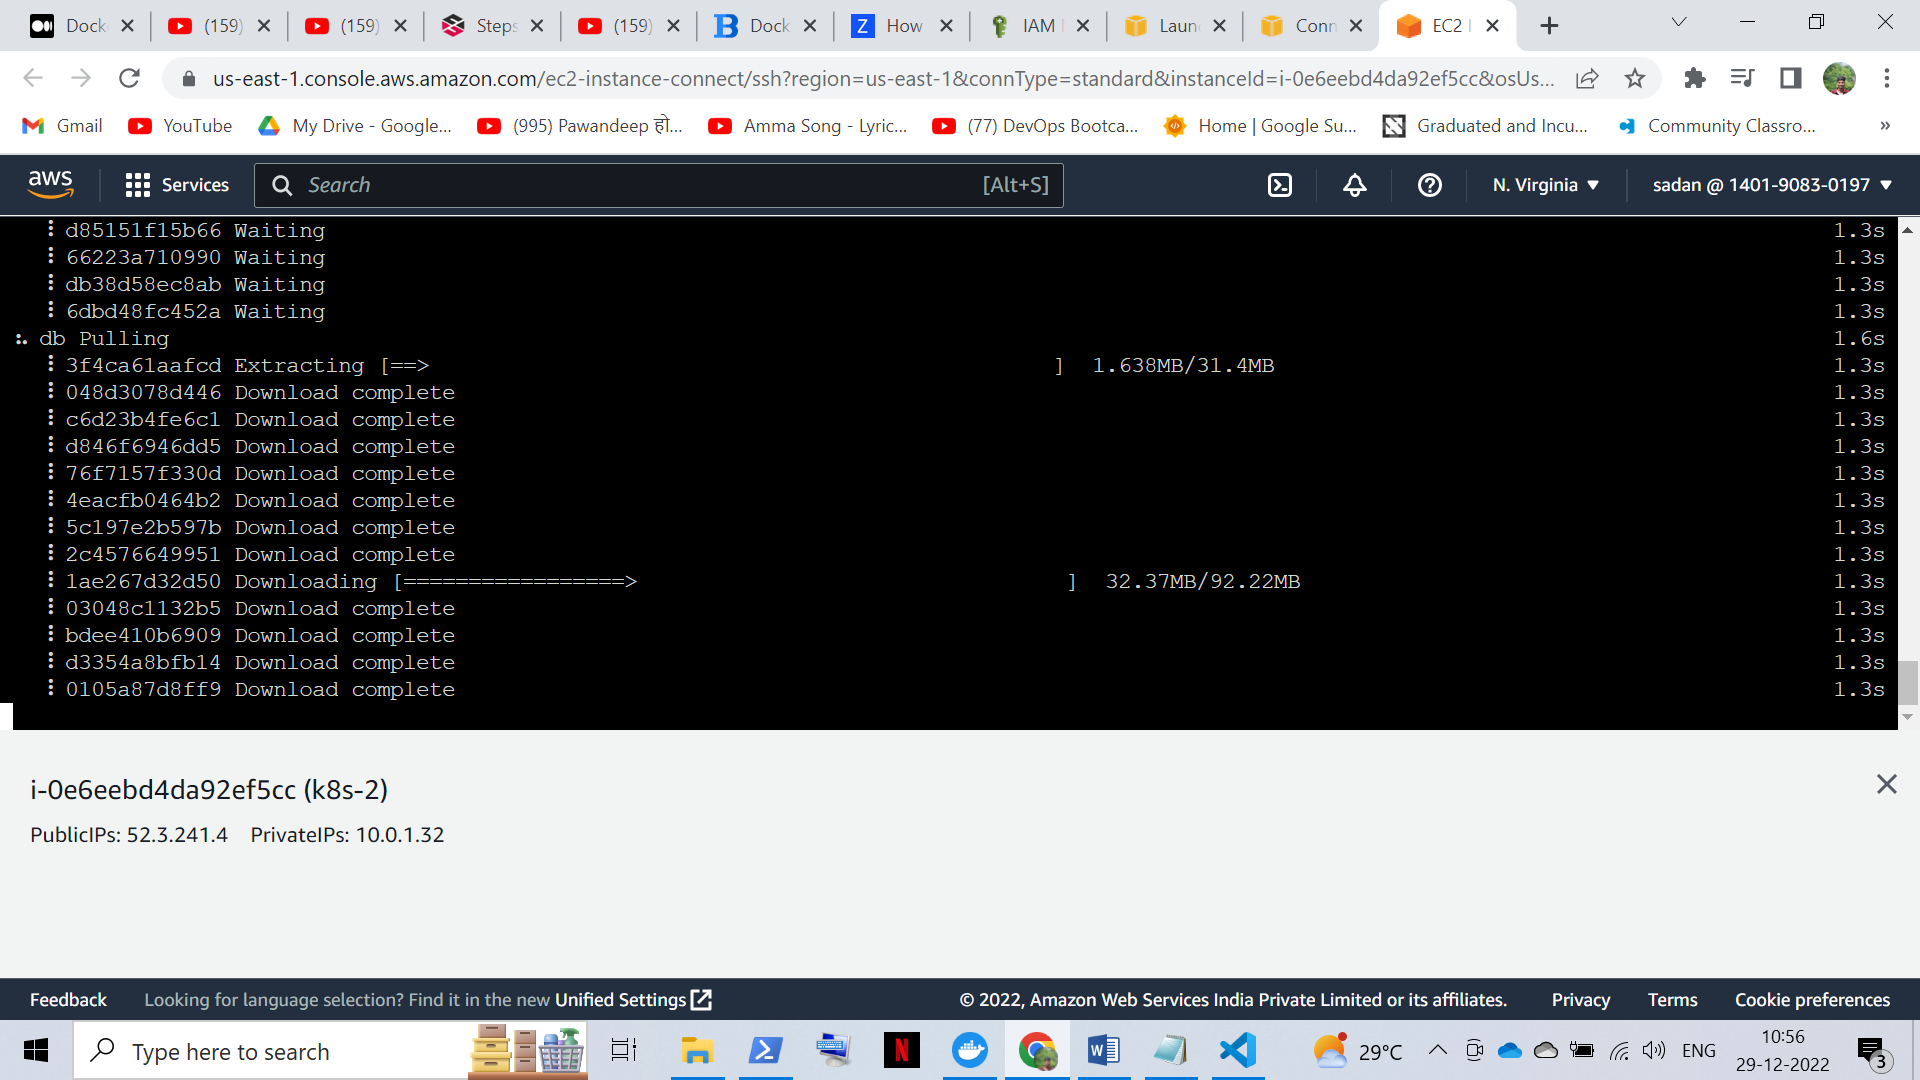 Dock
(159)
(159)
Steps
(159)
Dock
How
IAM
Laun
Conn
EC2
us-east-1.console.aws.amazon.com/ec2-instance-connect/ssh?region=us-east-1&connType=standard&instanceId=i-0e6eebd4da92ef5cc&osUs...
Gmail
YouTube
My Drive - Google...
(995) Pawandeep हो...
Amma Song - Lyric...
(77) DevOps Bootca...
Home | Google Su...
Graduated and Incu...
Community Classro...
»
aws
Services
Search
[Alt+S]
N. Virginia
sadan @ 1401-9083-0197
d85151f15b66 Waiting 1.3s
66223a710990 Waiting 1.3s
db38d58ec8ab Waiting 1.3s
6dbd48fc452a Waiting 1.3s
db Pulling 1.6s
3f4ca61aafcd Extracting [==> ] 1.638MB/31.4MB 1.3s
048d3078d446 Download complete 1.3s
c6d23b4fe6c1 Download complete 1.3s
d846f6946dd5 Download complete 1.3s
76f7157f330d Download complete 1.3s
4eacfb0464b2 Download complete 1.3s
5c197e2b597b Download complete 1.3s
2c4576649951 Download complete 1.3s
1ae267d32d50 Downloading [=================> ] 32.37MB/92.22MB 1.3s
03048c1132b5 Download complete 1.3s
bdee410b6909 Download complete 1.3s
d3354a8bfb14 Download complete 1.3s
0105a87d8ff9 Download complete 1.3s
i-0e6eebd4da92ef5cc (k8s-2)
PublicIPs: 52.3.241.4 PrivateIPs: 10.0.1.32
Feedback
Looking for language selection? Find it in the new Unified Settings
© 2022, Amazon Web Services India Private Limited or its affiliates.
Privacy
Terms
Cookie preferences
Type here to search
29°C
ENG
10:56
29-12-2022
3